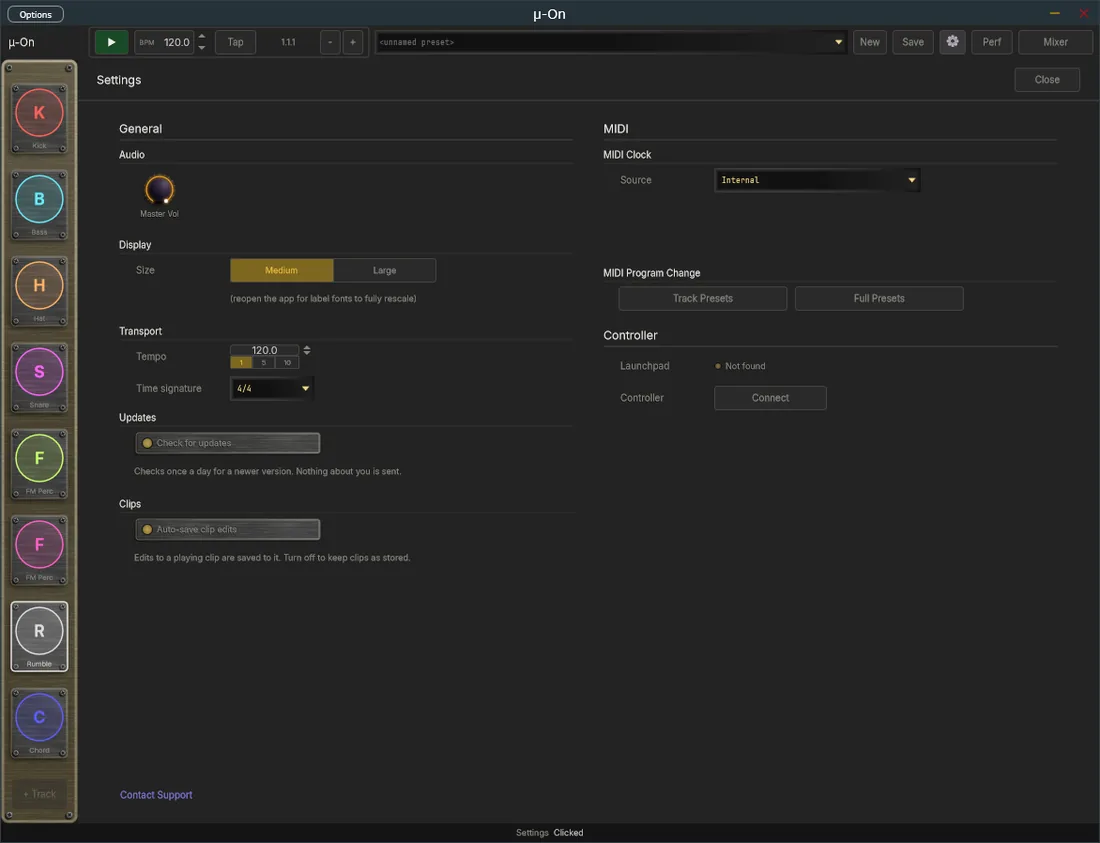 Options
μ-On
μ-On
BPM 120.0
Tap
1.1.1
- +
<unnamed preset>
New
Save
Perf
Mixer
Settings
Close
K
Kick
B
Bass
H
Hat
S
Snare
F
FM Perc
F
FM Perc
R
Rumble
C
Chord
+ Track
General
Audio
Master Vol
Display
Size
Medium
Large
(reopen the app for label fonts to fully rescale)
Transport
Tempo
120.0
1 5 10
Time signature
4/4
Updates
Check for updates
Checks once a day for a newer version. Nothing about you is sent.
Clips
Auto-save clip edits
Edits to a playing clip are saved to it. Turn off to keep clips as stored.
Contact Support
MIDI
MIDI Clock
Source
Internal
MIDI Program Change
Track Presets
Full Presets
Controller
Launchpad
Not found
Controller
Connect
Settings Clicked